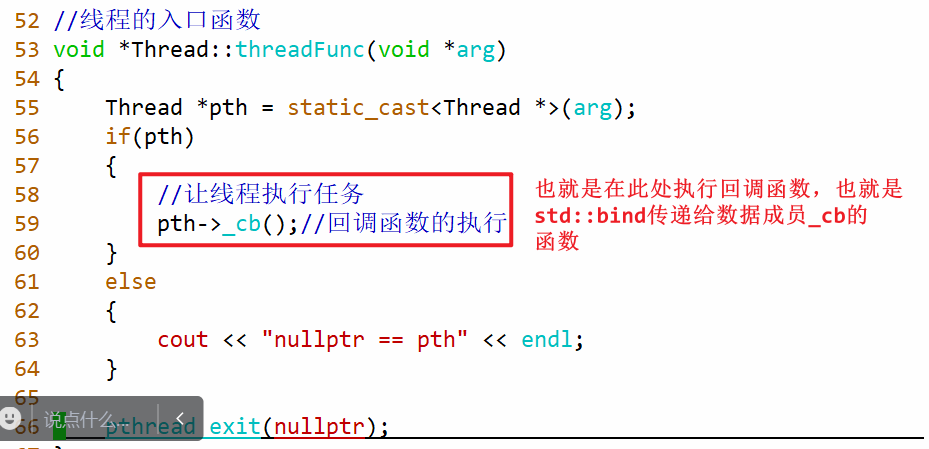 52 //线程的入口函数
53 void *Thread::threadFunc(void *arg)
54 {
55 Thread *pth = static_cast<Thread *>(arg);
56 if(pth)
57 {
58 //让线程执行任务
59 pth->_cb();//回调函数的执行
60 }
61 else
62 {
63 cout << "nullptr == pth" << endl;
64 }
65
66 pthread_exit(nullptr);
也就是在此处执行回调函数，也就是
std::bind传递给数据成员_cb的
函数
说点什么...